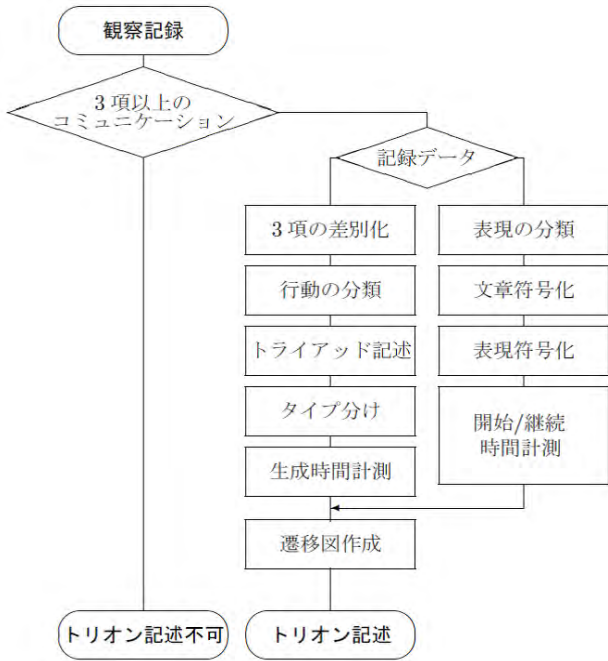 観察記録
3 項以上の
コミュニケーション
記録データ
3 項の差別化
行動の分類
トライアッド記述
タイプ分け
生成時間計測
表現の分類
文章符号化
表現符号化
開始/継続
時間計測
遷移図作成
トリオン記述不可
トリオン記述